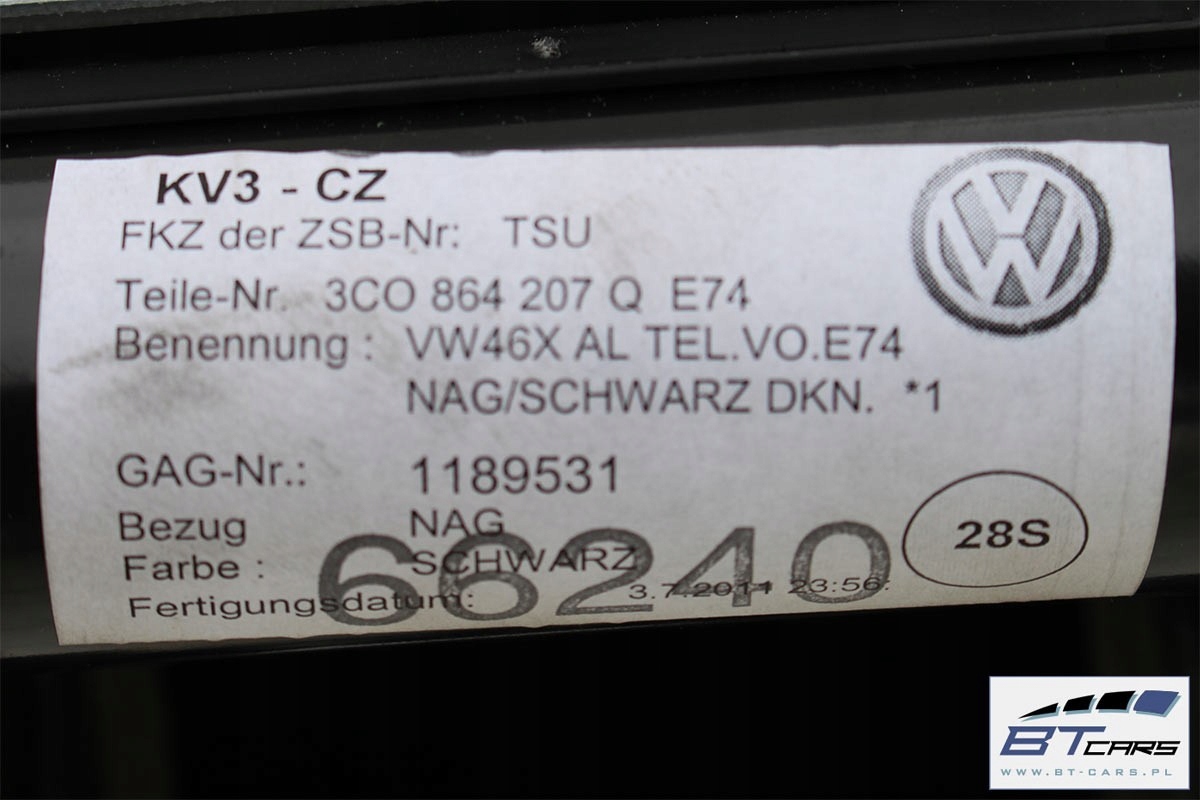 KV3 - CZ
FKZ der ZSB-Nr: TSU
Teile-Nr. 3CO 864 207 Q E74
Benennung : VW46X AL TEL.VO.E74
NAG/SCHWARZ DKN. *1
GAG-Nr.: 1189531
Bezug NAG
Farbe : SCHWARZ
Fertigungsdatum: 3.7.2011 23:56:
66240
28S
BT CARS
WWW.BT-CARS.PL